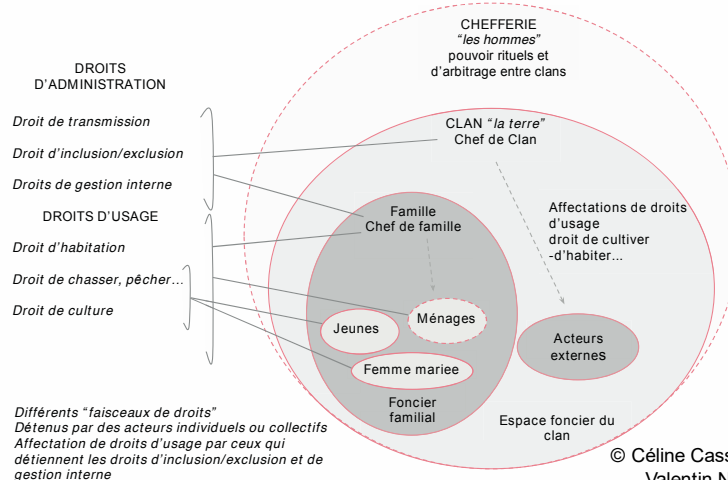 CHEFFERIE
"les hommes"
pouvoir rituels et
d'arbitrage entre clans
DROITS
D'ADMINISTRATION
Droit de transmission
Droit d'inclusion/exclusion
Droits de gestion interne
DROITS D'USAGE
Droit d'habitation
Droit de chasser, pêcher...
Droit de culture
CLAN "la terre"
Chef de Clan
Famille
Chef de famille
Affectations de droits
d'usage
droit de cultiver
-d'habiter...
Jeunes
Ménages
Femme mariee
Foncier
familial
Acteurs
externes
Espace foncier du
clan
Différents "faisceaux de droits"
Détenus par des acteurs individuels ou collectifs
Affectation de droits d'usage par ceux qui
détiennent les droits d'inclusion/exclusion et de
gestion interne
© Céline Cass
Valentin N